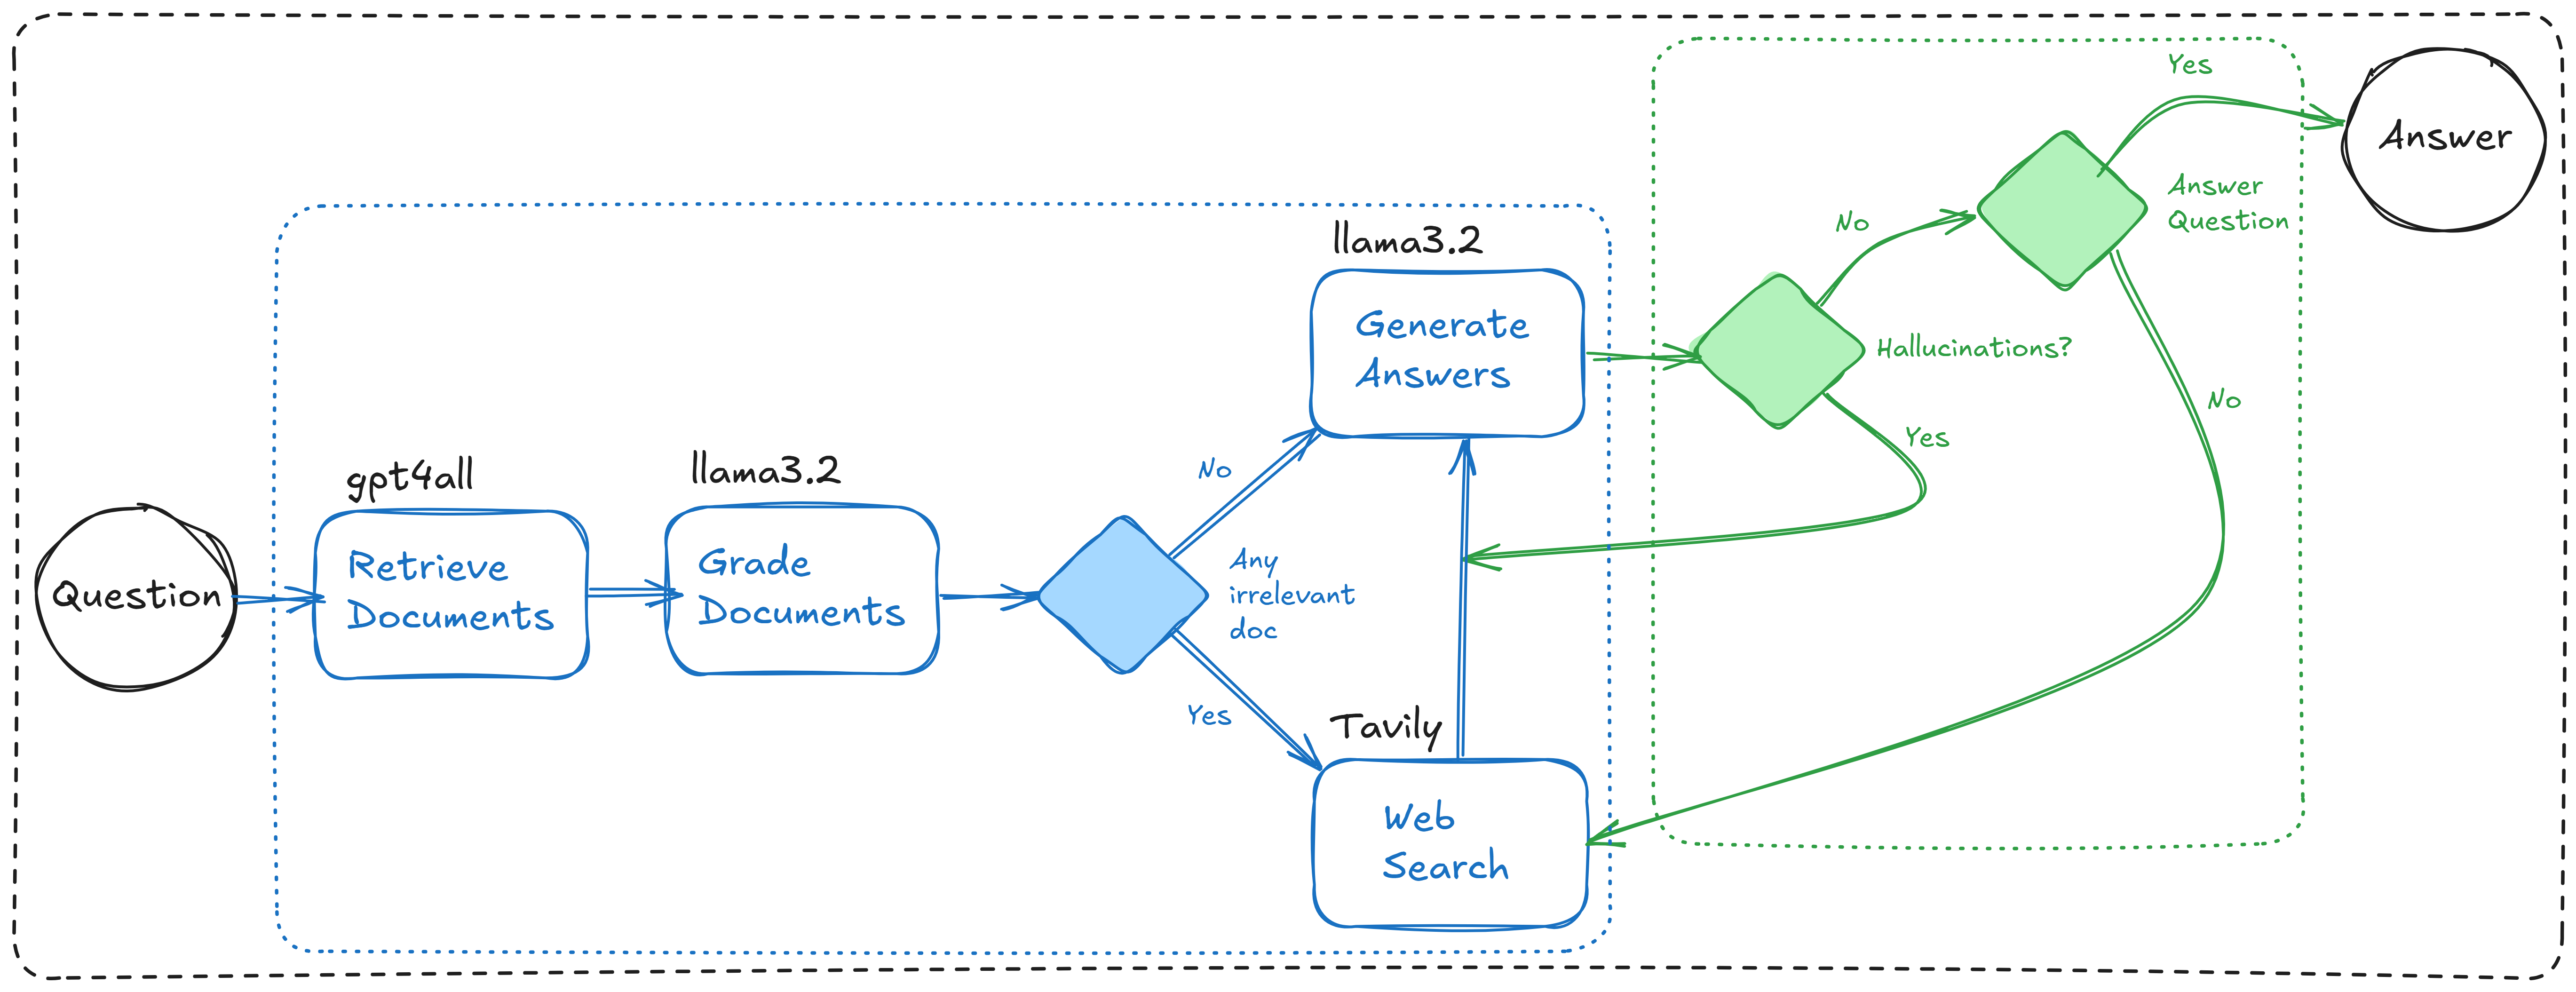 Question
gpt4all
Retrieve
Documents
llama3.2
Grade
Documents
Any
irrelevant
doc
No
Yes
llama3.2
Generate
Answers
Tavily
Web
Search
Hallucinations?
No
Yes
Answer
Question
Yes
No
Answer